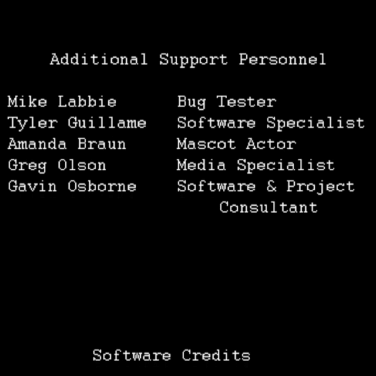 Additional Support Personnel
Mike Labbie Bug Tester
Tyler Guillame Software Specialist
Amanda Braun Mascot Actor
Greg Olson Media Specialist
Gavin Osborne Software & Project
Consultant
Software Credits